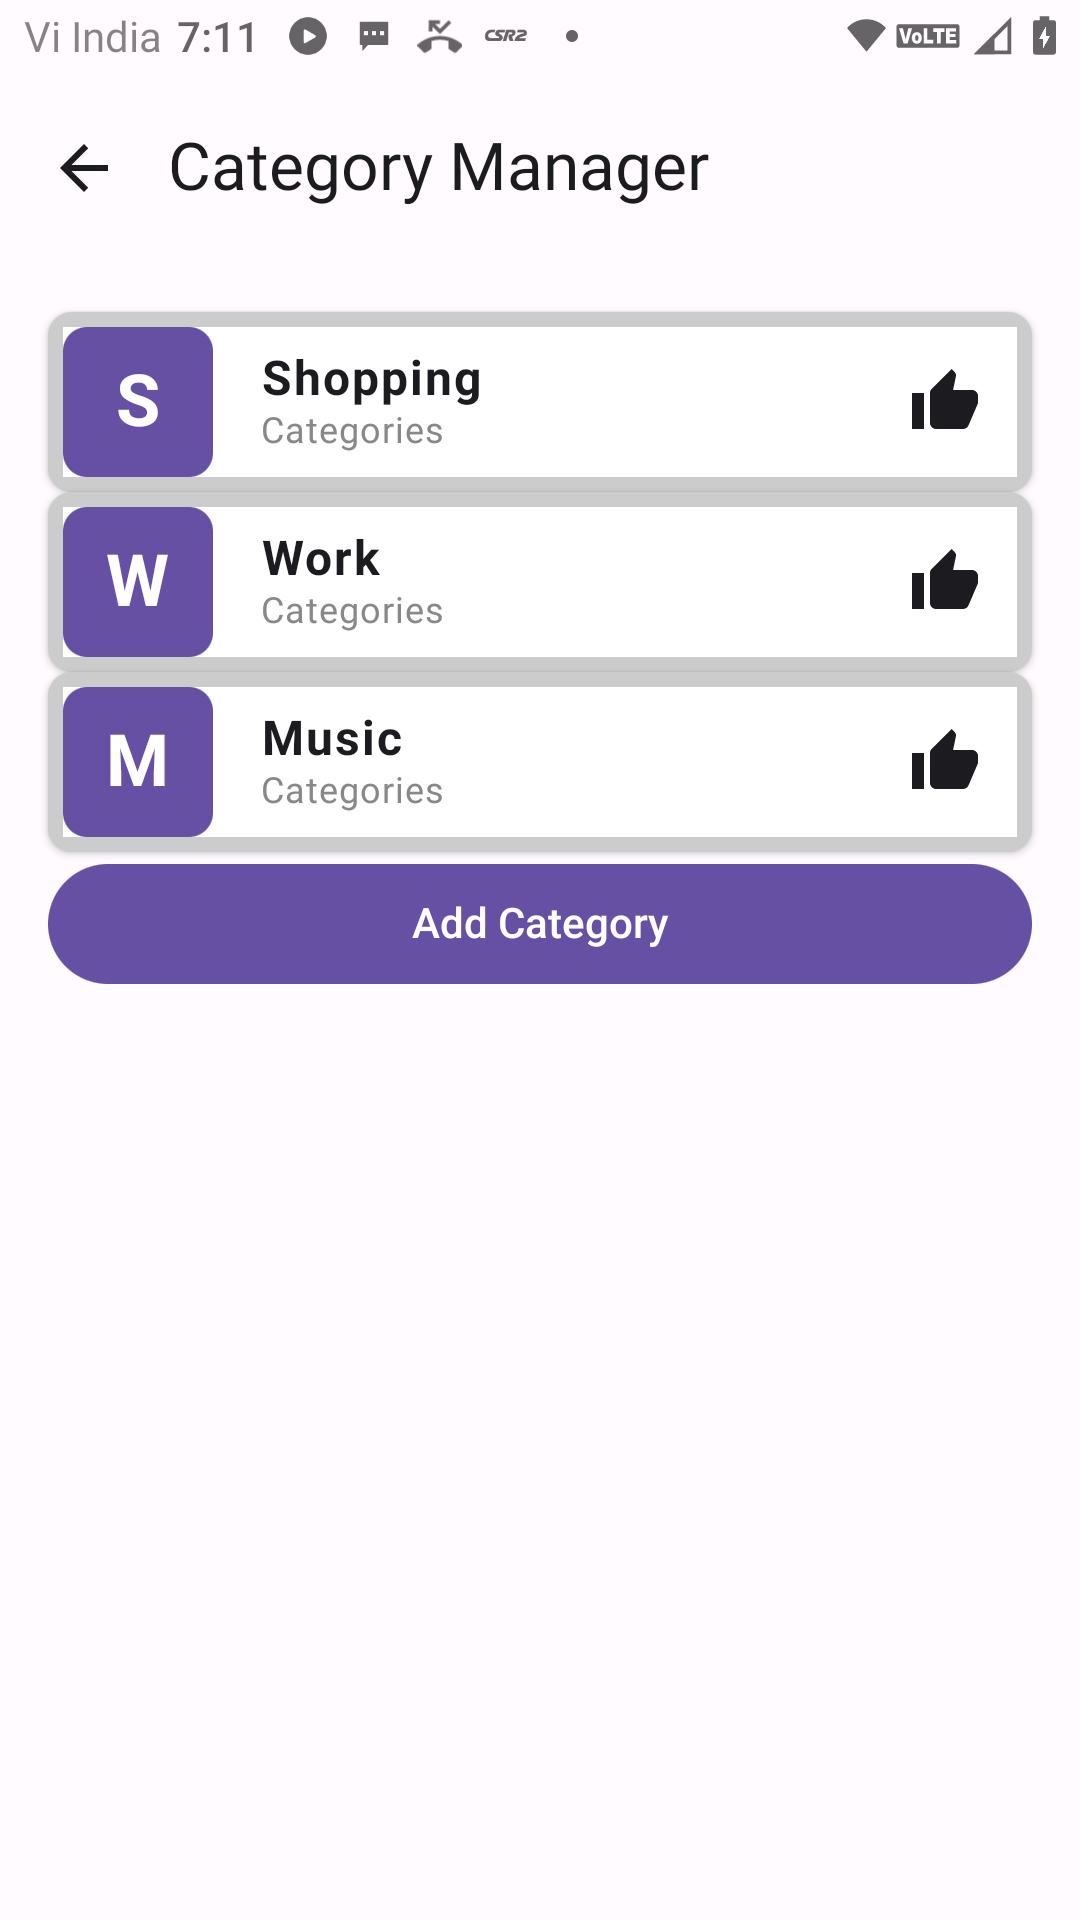 Vi India 7:11 CSR2 VoLTE
Category Manager
S
Shopping
Categories
W
Work
Categories
M
Music
Categories
Add Category